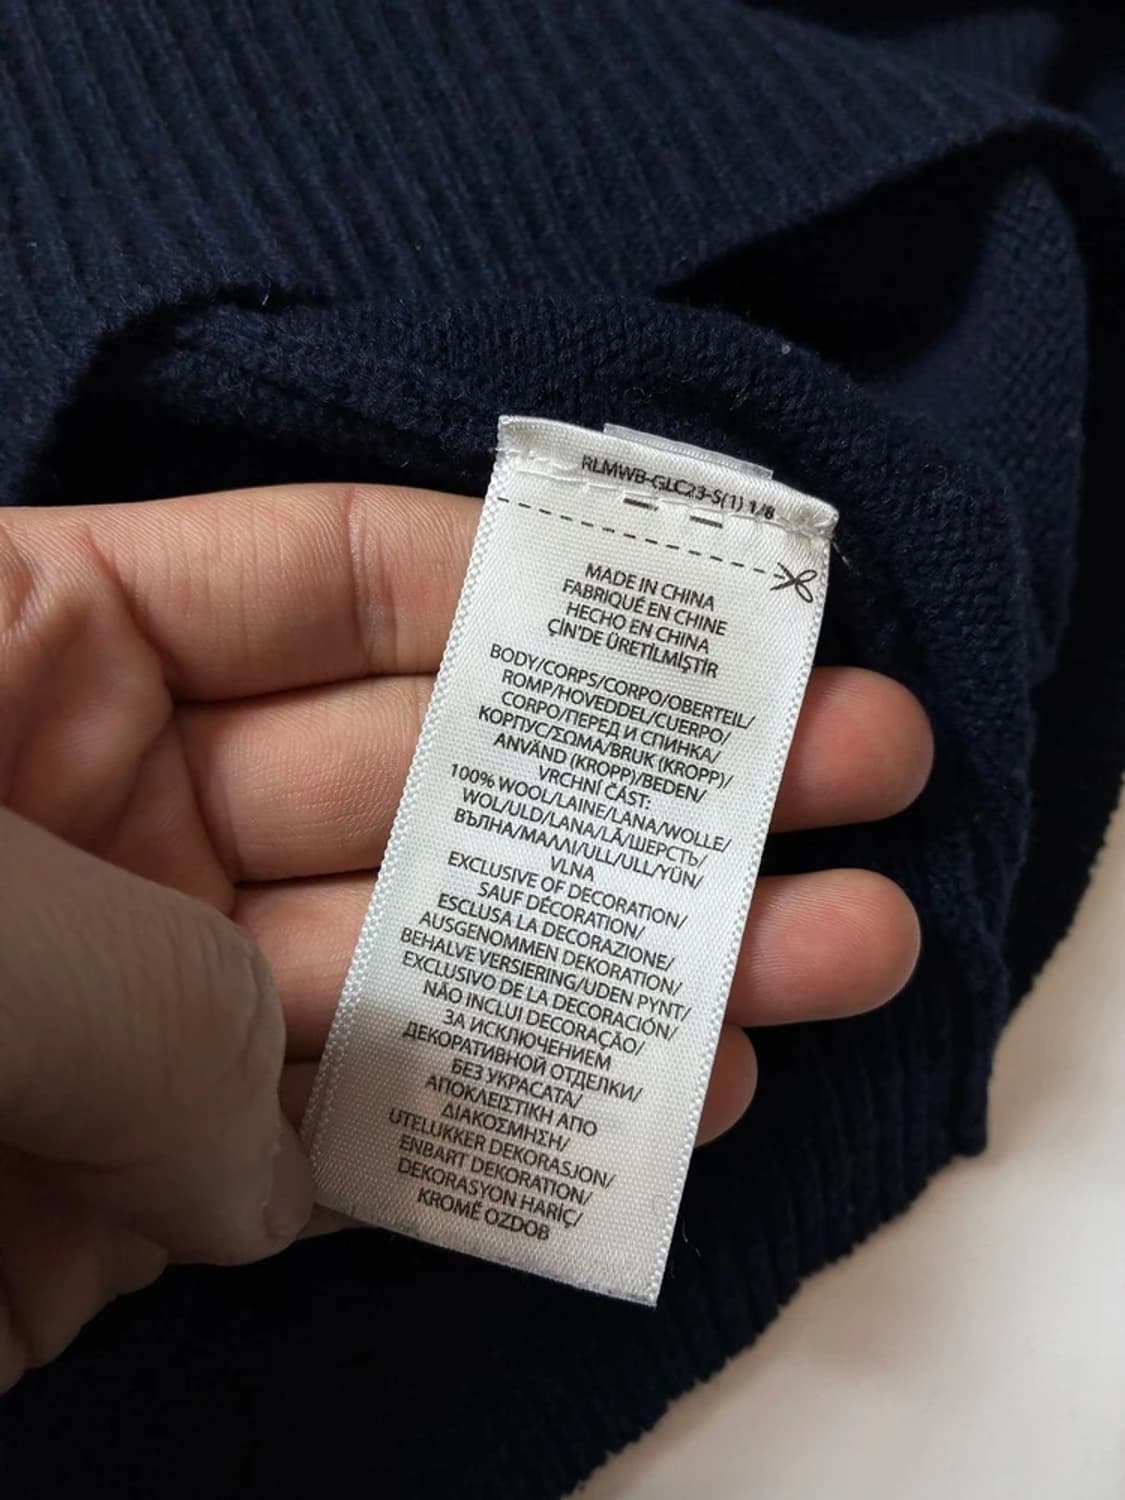 RLMWB-GLC23-S(1) 1/8
MADE IN CHINA
FABRIQUÉ EN CHINE
HECHO EN CHINA
ÇİN'DE ÜRETİLMİŞTİR
BODY/CORPS/CORPO/OBERTEIL/
ROMP/HOVEDDEL/CUERPO/
CORPO/ПЕРЕД И СПИНКА/
КОРПУС/ΣΩΜΑ/BRUK (KROPP)/
ANVÄND (KROPP)/BEDEN/
VRCHNÍ ČÁST:
100% WOOL/LAINE/LANA/WOLLE/
WOL/ULD/LANA/LÃ/ШЕРСТЬ/
ВЪЛНА/ΜΑΛΛΙ/ULL/ULL/YÜN/
VLNA
EXCLUSIVE OF DECORATION/
SAUF DÉCORATION/
ESCLUSA LA DECORAZIONE/
AUSGENOMMEN DEKORATION/
BEHALVE VERSIERING/UDEN PYNT/
EXCLUSIVO DE LA DECORACIÓN/
NÃO INCLUI DECORAÇÃO/
ЗА ИСКЛЮЧЕНИЕМ
ДЕКОРАТИВНОЙ ОТДЕЛКИ/
БЕЗ УКРАСАТА/
ΑΠΟΚΛΕΙΣΤΙΚΗ ΑΠΟ
ΔΙΑΚΟΣΜΗΣΗ/
UTELUKKER DEKORASJON/
ENBART DEKORATION/
DEKORASYON HARİÇ/
KROMĚ OZDOB